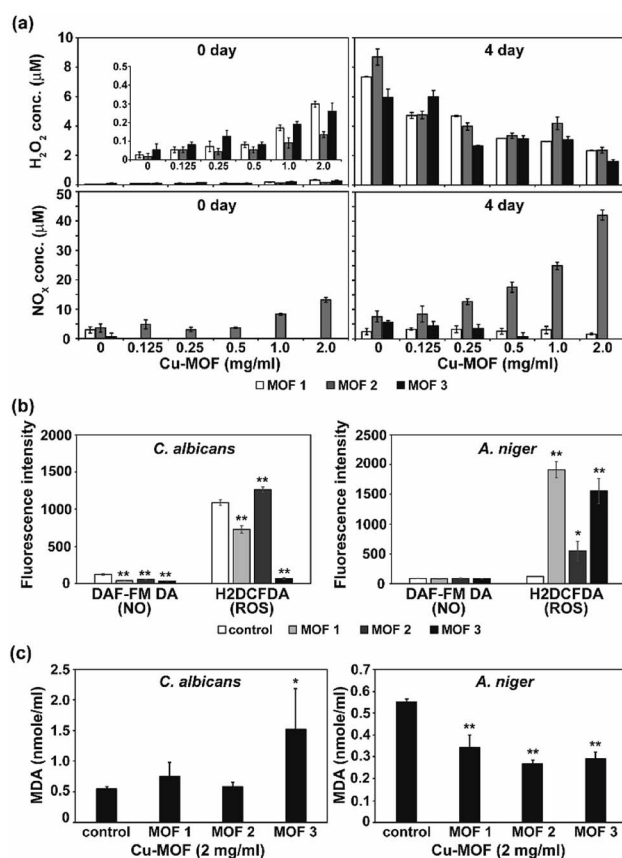 (a)
0 day
4 day
H₂O₂ conc. (µM)
10
8
6
4
2
0
0.5
0.4
0.3
0.2
0.1
0
0 0.125 0.25 0.5 1.0 2.0
0 day
4 day
NOₓ conc. (µM)
50
40
30
20
10
0
0 0.125 0.25 0.5 1.0 2.0
0 0.125 0.25 0.5 1.0 2.0
Cu-MOF (mg/ml)
Cu-MOF (mg/ml)
MOF 1 MOF 2 MOF 3
(b)
C. albicans
Fluorescence intensity
2000
1500
1000
500
0
** ** **
** ** **
DAF-FM DA H2DCFDA
(NO) (ROS)
A. niger
Fluorescence intensity
2000
1500
1000
500
0
** * **
DAF-FM DA H2DCFDA
(NO) (ROS)
control MOF 1 MOF 2 MOF 3
(c)
C. albicans
MDA (nmole/ml)
2.5
2.0
1.5
1.0
0.5
0
*
control MOF 1 MOF 2 MOF 3
Cu-MOF (2 mg/ml)
A. niger
MDA (nmole/ml)
0.7
0.6
0.5
0.4
0.3
0.2
0.1
0
** ** **
control MOF 1 MOF 2 MOF 3
Cu-MOF (2 mg/ml)